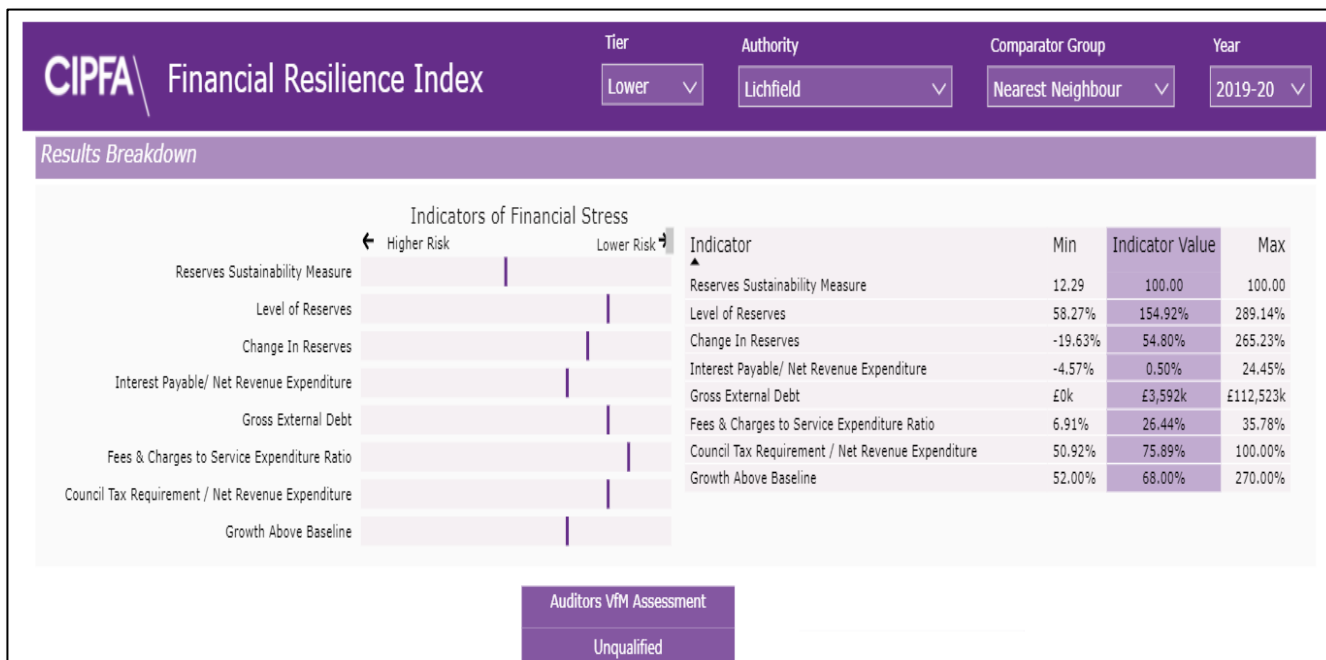 CIPFA
Financial Resilience Index
Tier
Lower
Authority
Lichfield
Comparator Group
Nearest Neighbour
Year
2019-20
Results Breakdown
Indicators of Financial Stress
← Higher Risk Lower Risk →
Reserves Sustainability Measure
Level of Reserves
Change In Reserves
Interest Payable/ Net Revenue Expenditure
Gross External Debt
Fees & Charges to Service Expenditure Ratio
Council Tax Requirement / Net Revenue Expenditure
Growth Above Baseline
Indicator Min Indicator Value Max
Reserves Sustainability Measure 12.29 100.00 100.00
Level of Reserves 58.27% 154.92% 289.14%
Change In Reserves -19.63% 54.80% 265.23%
Interest Payable/ Net Revenue Expenditure -4.57% 0.50% 24.45%
Gross External Debt £0k £3,592k £112,523k
Fees & Charges to Service Expenditure Ratio 6.91% 26.44% 35.78%
Council Tax Requirement / Net Revenue Expenditure 50.92% 75.89% 100.00%
Growth Above Baseline 52.00% 68.00% 270.00%
Auditors VfM Assessment
Unqualified